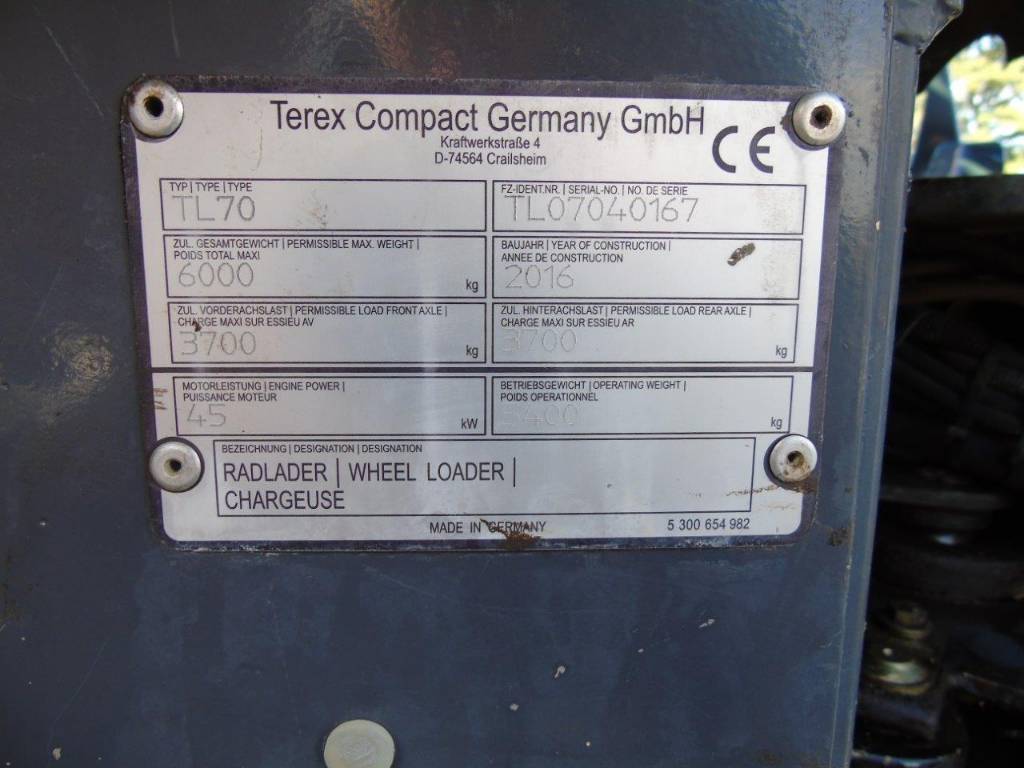 Terex Compact Germany GmbH
Kraftwerkstraße 4
D-74564 Crailsheim
CE
TYP | TYPE | TYPE
TL70
FZ-IDENT.NR. | SERIAL-NO. | NO. DE SERIE
TL07040167
ZUL. GESAMTGEWICHT | PERMISSIBLE MAX. WEIGHT |
POIDS TOTAL MAXI
6000 kg
BAUJAHR | YEAR OF CONSTRUCTION |
ANNEE DE CONSTRUCTION
2016
ZUL. VORDERACHSLAST | PERMISSIBLE LOAD FRONT AXLE |
CHARGE MAXI SUR ESSIEU AV
3700 kg
ZUL. HINTERACHSLAST | PERMISSIBLE LOAD REAR AXLE |
CHARGE MAXI SUR ESSIEU AR
3700 kg
MOTORLEISTUNG | ENGINE POWER |
PUISSANCE MOTEUR
45 kW
BETRIEBSGEWICHT | OPERATING WEIGHT |
POIDS OPERATIONNEL
kg
BEZEICHNUNG | DESIGNATION | DESIGNATION
RADLADER | WHEEL LOADER |
CHARGEUSE
MADE IN GERMANY
5 300 654 982